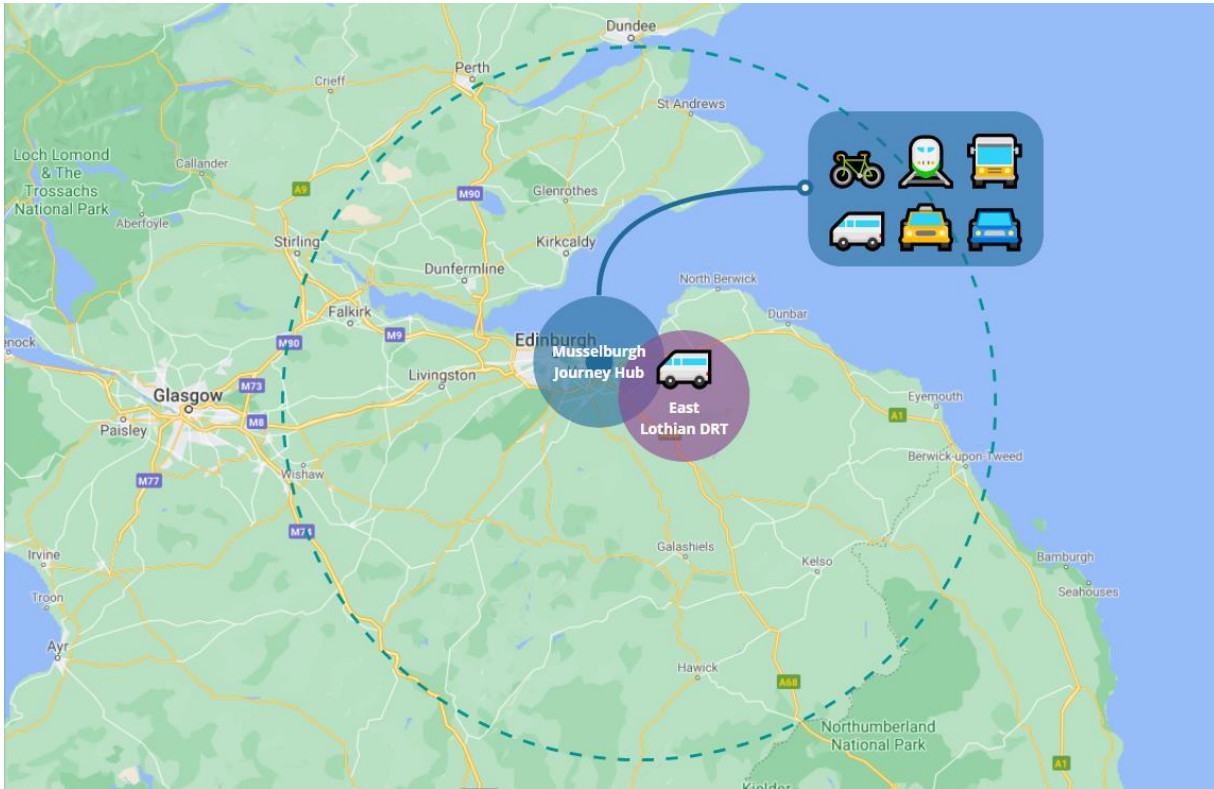 Dundee
Perth
Crieff
St Andrews
Loch Lomond
& The
Trossachs
National Park
Callander
A9
M90
Glenrothes
Aberfoyle
Stirling
Kirkcaldy
Dunfermline
North Berwick
Falkirk
Dunbar
M9
Edinburgh
enock
M80
Musselburgh
Journey Hub
Livingston
M73
Glasgow
East
Lothian DRT
Eyemouth
A1
M8
Paisley
Berwick-upon-Tweed
Wishaw
M77
M74
Irvine
Galashiels
Kelso
Bamburgh
Seahouses
Troon
Ayr
Hawick
A68
Northumberland
National Park
A1
Kielder